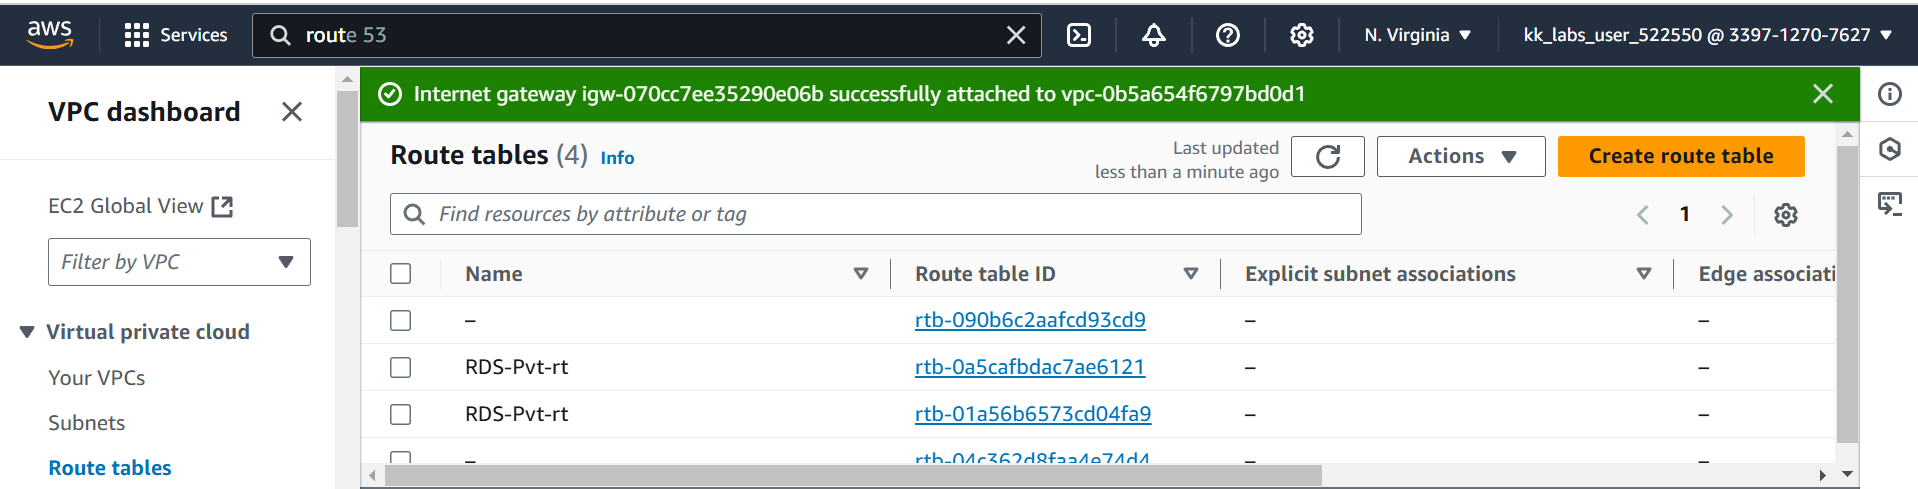 aws Services route 53 N. Virginia kk_labs_user_522550 @ 3397-1270-7627
VPC dashboard
EC2 Global View
Filter by VPC
Virtual private cloud
Your VPCs
Subnets
Route tables
Internet gateway igw-070cc7ee35290e06b successfully attached to vpc-0b5a654f6797bd0d1
Route tables (4) Info
Last updated
less than a minute ago
Actions
Create route table
Find resources by attribute or tag
1
Name Route table ID Explicit subnet associations Edge associati
– rtb-090b6c2aafcd93cd9 – –
RDS-Pvt-rt rtb-0a5cafbdac7ae6121 – –
RDS-Pvt-rt rtb-01a56b6573cd04fa9 – –
– rtb-04c362d8faa4e74d4 – –